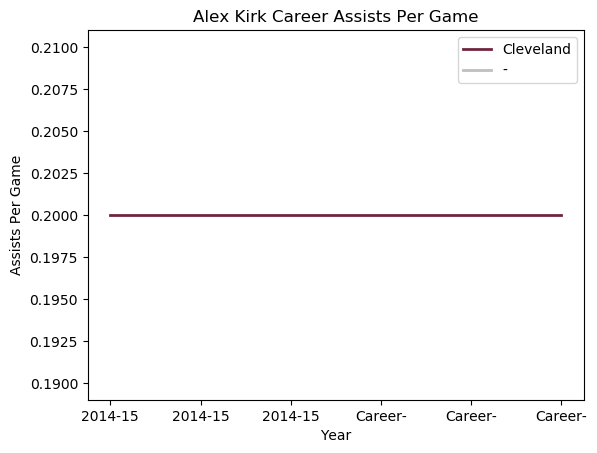 Alex Kirk Career Assists Per Game
Cleveland
-
0.2100
0.2075
0.2050
0.2025
0.2000
0.1975
0.1950
0.1925
0.1900
Assists Per Game
2014-15 2014-15 2014-15 Career- Career- Career-
Year